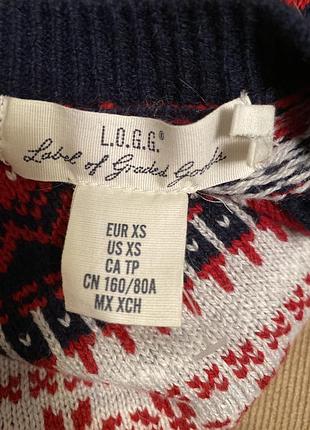 L.O.G.G.®
Label of Graded Goods
EUR XS
US XS
CA TP
CN 160/80A
MX XCH